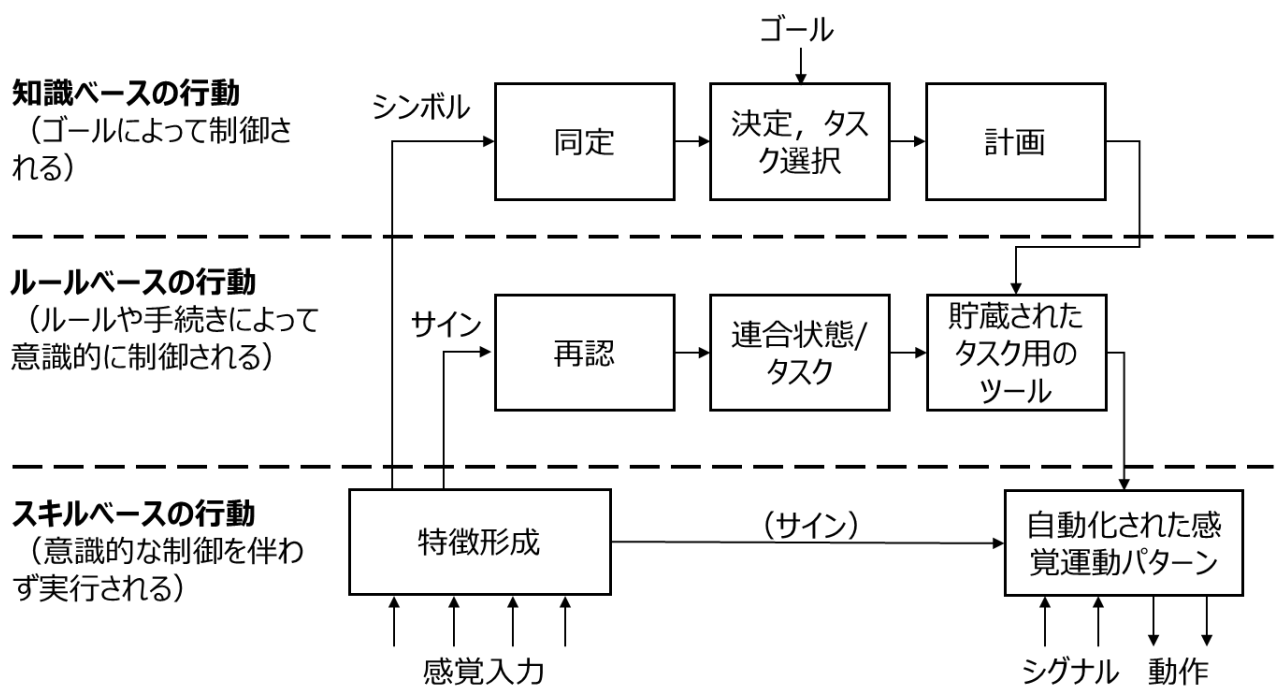 ゴール
知識ベースの行動
（ゴールによって制御さ
れる）
シンボル
同定
決定，タス
ク選択
計画
ルールベースの行動
（ルールや手続きによって
意識的に制御される）
サイン
再認
連合状態/
タスク
貯蔵された
タスク用の
ツール
スキルベースの行動
（意識的な制御を伴わ
ず実行される）
特徴形成
（サイン）
自動化された感
覚運動パターン
感覚入力
シグナル
動作